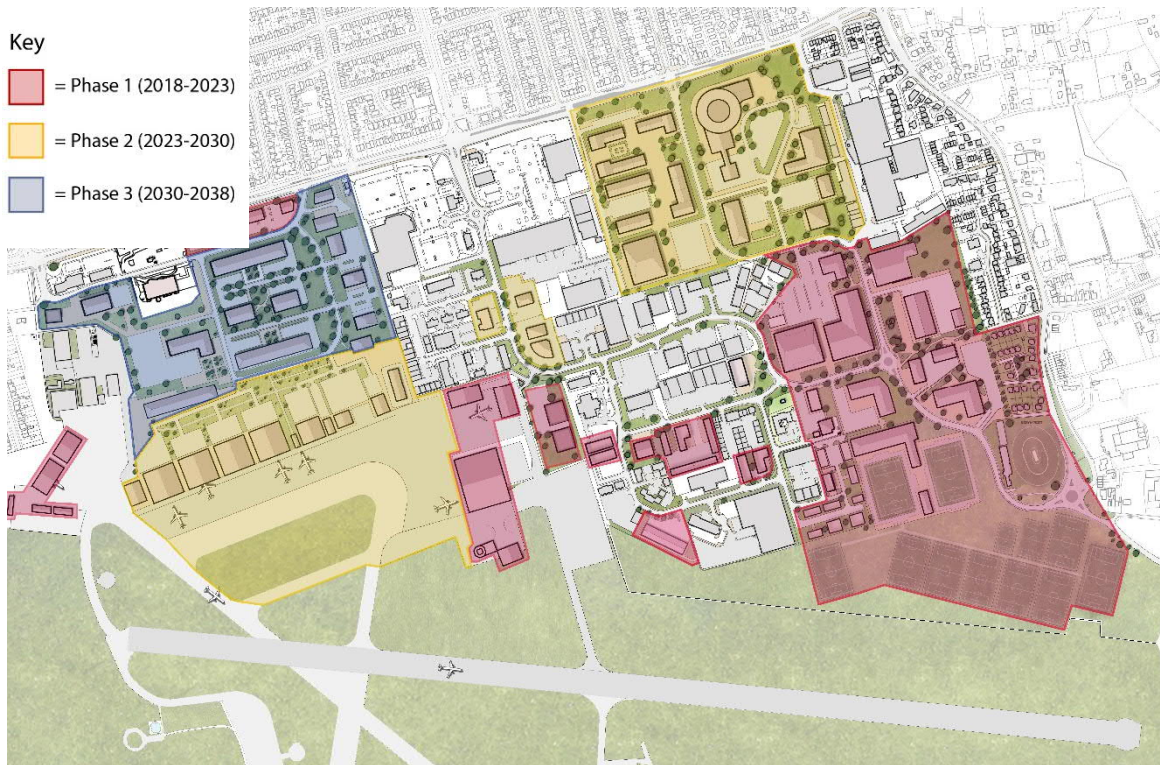 Key
= Phase 1 (2018-2023)
= Phase 2 (2023-2030)
= Phase 3 (2030-2038)